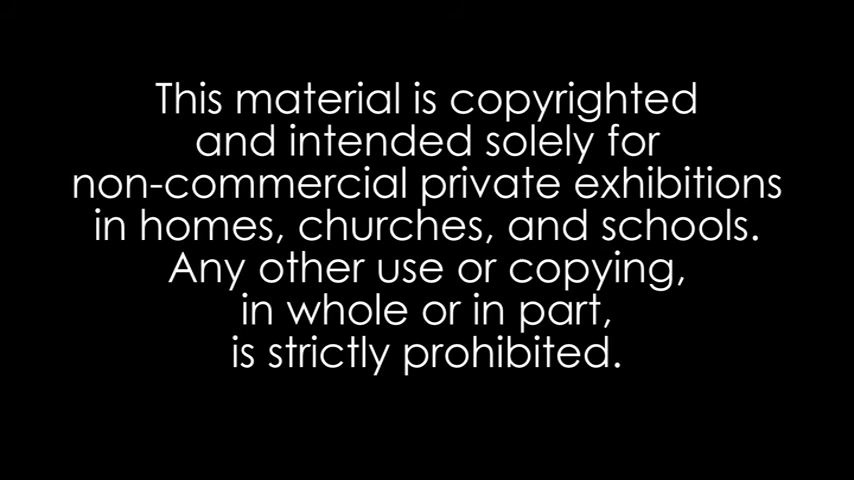 This material is copyrighted
and intended solely for
non-commercial private exhibitions
in homes, churches, and schools.
Any other use or copying,
in whole or in part,
is strictly prohibited.